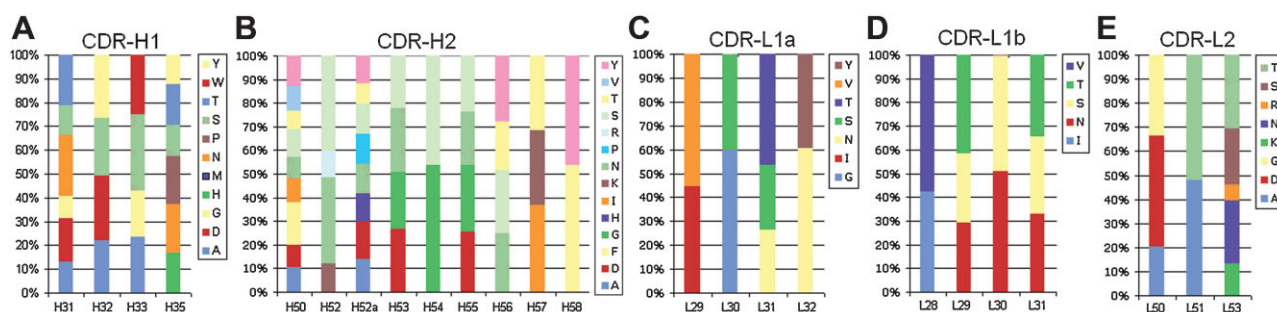 A
CDR-H1
100%
90%
80%
70%
60%
50%
40%
30%
20%
10%
0%
H31 H32 H33 H35
Y
W
T
S
P
N
M
H
G
D
A
B
CDR-H2
100%
90%
80%
70%
60%
50%
40%
30%
20%
10%
0%
H50 H52 H52a H53 H54 H55 H56 H57 H58
Y
V
T
S
R
P
N
K
I
H
G
F
D
A
C
CDR-L1a
100%
90%
80%
70%
60%
50%
40%
30%
20%
10%
0%
L29 L30 L31 L32
Y
V
T
S
N
I
G
D
CDR-L1b
100%
90%
80%
70%
60%
50%
40%
30%
20%
10%
0%
L28 L29 L30 L31
V
T
S
N
I
E
CDR-L2
100%
90%
80%
70%
60%
50%
40%
30%
20%
10%
0%
L50 L51 L53
T
S
R
N
K
G
D
A